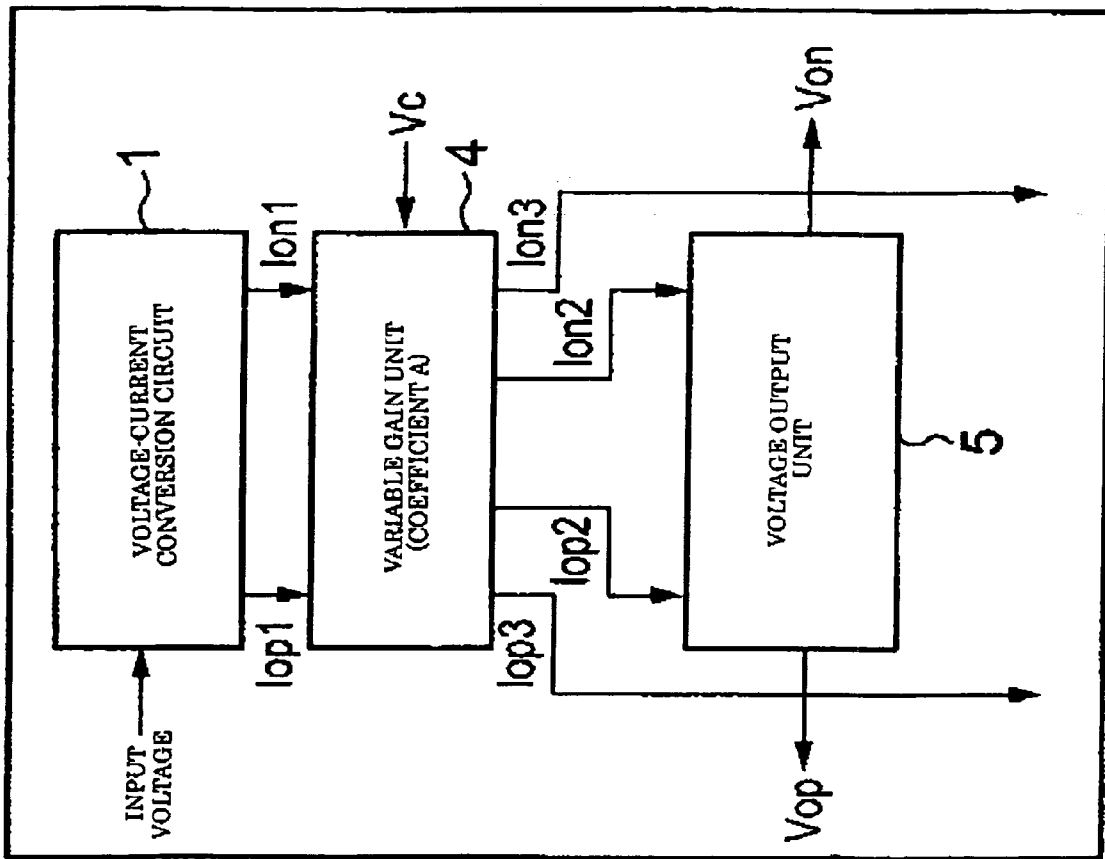 INPUT
VOLTAGE
VOLTAGE-CURRENT
CONVERSION CIRCUIT
1
Iop1
Ion1
VARIABLE GAIN UNIT
(COEFFICIENT A)
Vc
4
Iop3
Iop2
Ion2
Ion3
VOLTAGE OUTPUT
UNIT
5
Vop
Von